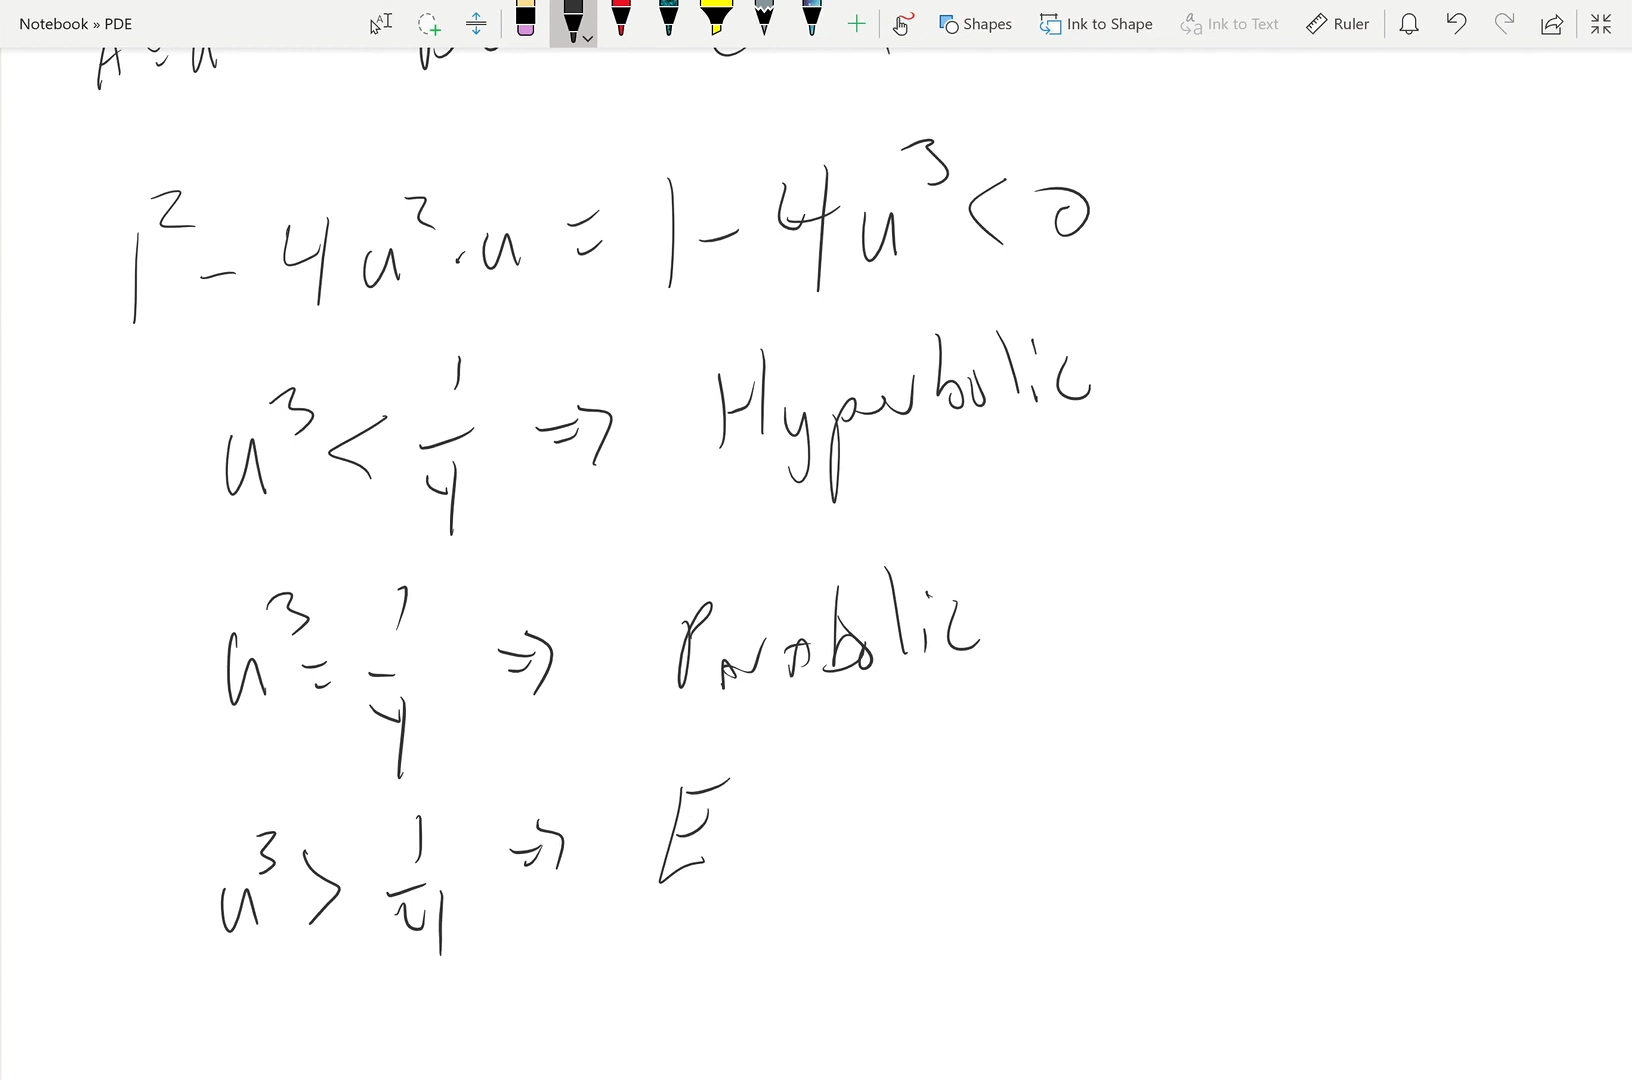 Notebook » PDE
Shapes
Ink to Shape
Ink to Text
Ruler
1² - 4u²·u = 1 - 4u³ < 0
u³ < 1/4 ⇒ Hyperbolic
u³ = 1/4 ⇒ Parabolic
u³ > 1/4 ⇒ E